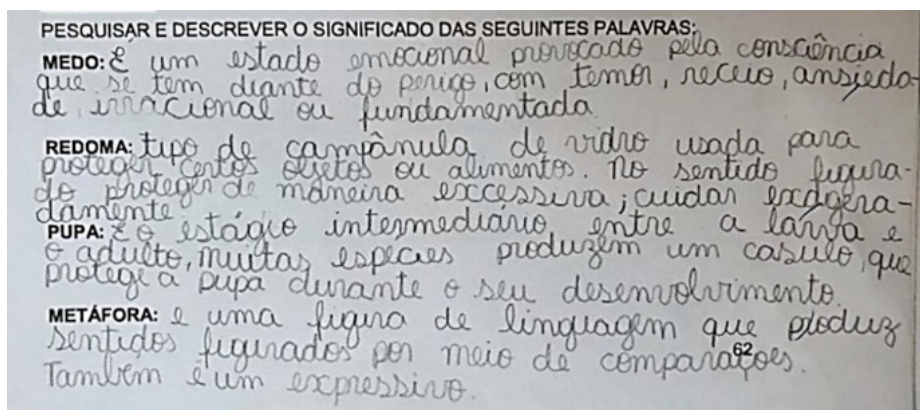 PESQUISAR E DESCREVER O SIGNIFICADO DAS SEGUINTES PALAVRAS:
MEDO: É um estado emocional provocado pela consciência
que se tem diante do perigo, com temor, receio, ansieda
de irracional ou fundamentada
REDOMA: tipo de campânula de vidro usada para
proteger certos objetos ou alimentos. No sentido figura-
do proteger de maneira excessiva; cuidar exagera-
damente.
PUPA: É o estágio intermediário entre a larva e
o adulto, muitas espécies produzem um casulo, que
protege a pupa durante o seu desenvolvimento.
METÁFORA: é uma figura de linguagem que produz
sentidos figurados por meio de comparações.
62
Também é um expressivo.